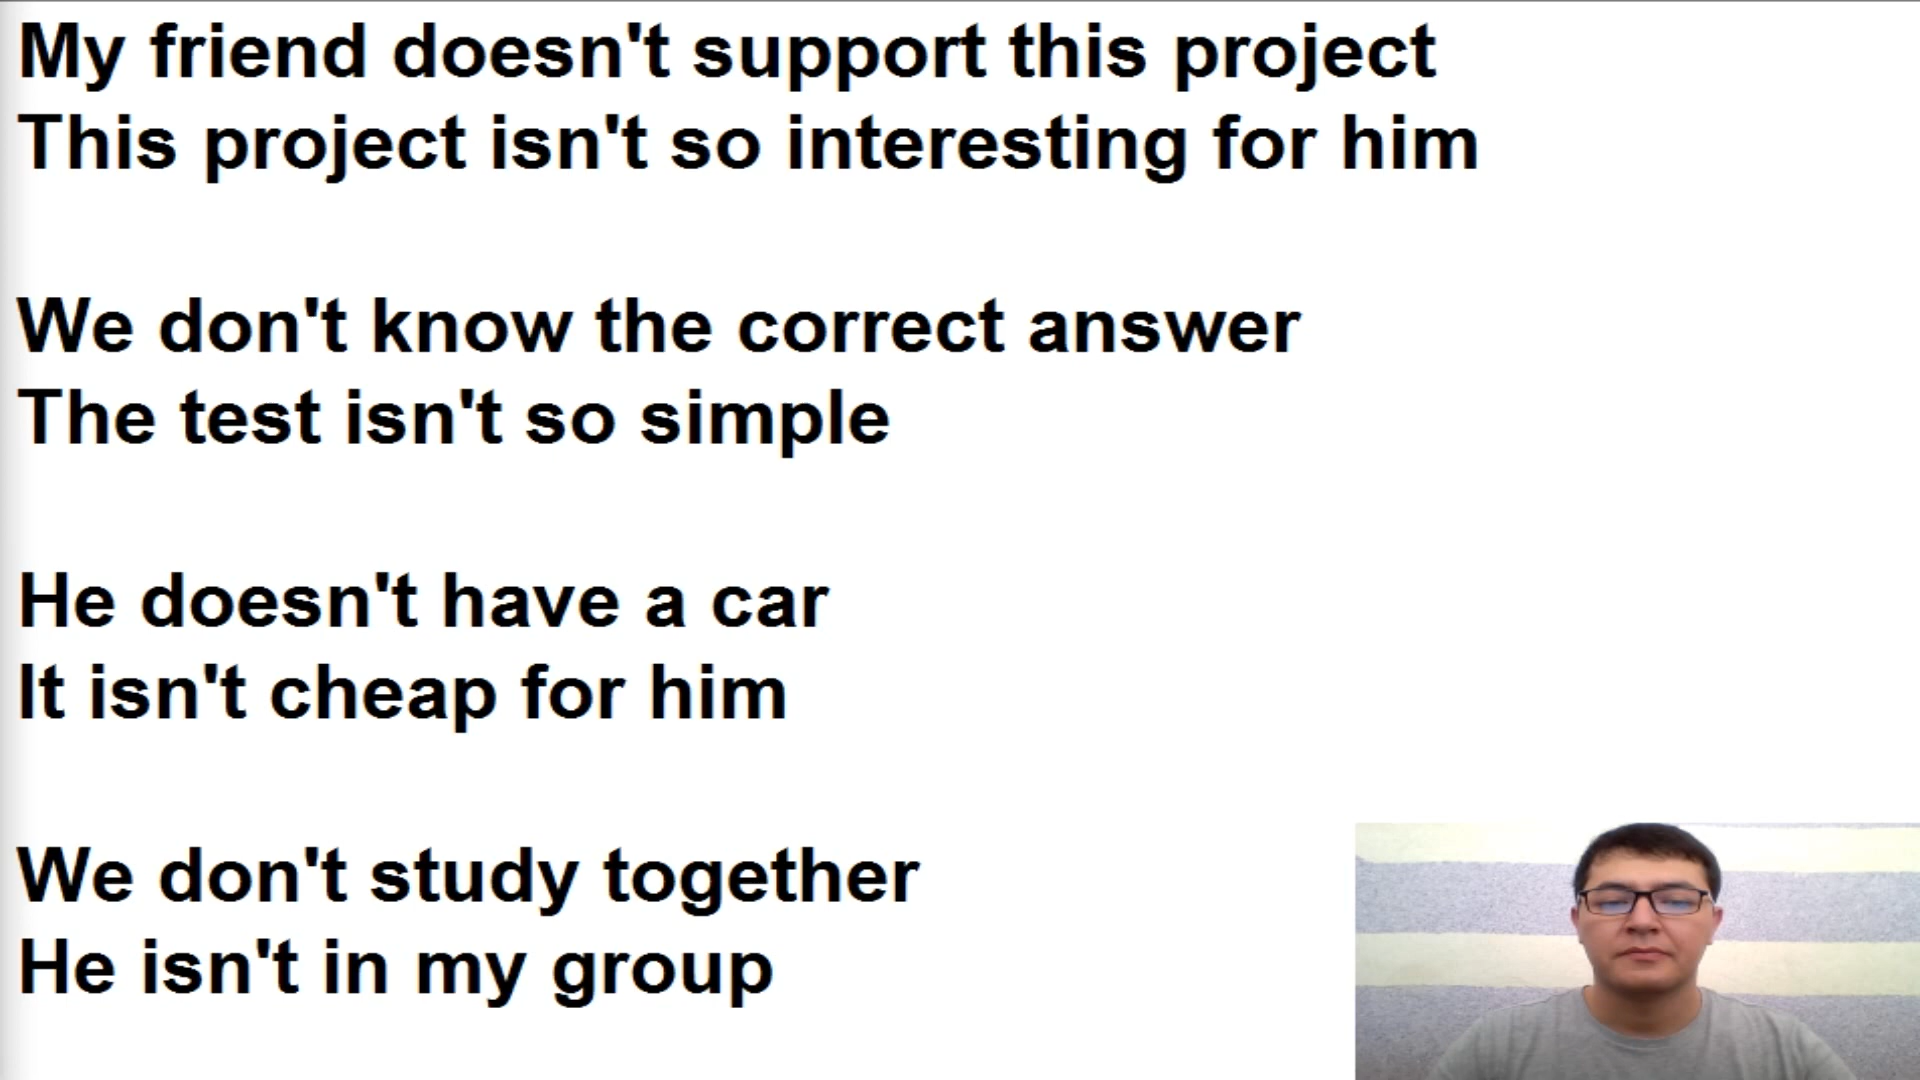 My friend doesn't support this project
This project isn't so interesting for him
We don't know the correct answer
The test isn't so simple
He doesn't have a car
It isn't cheap for him
We don't study together
He isn't in my group